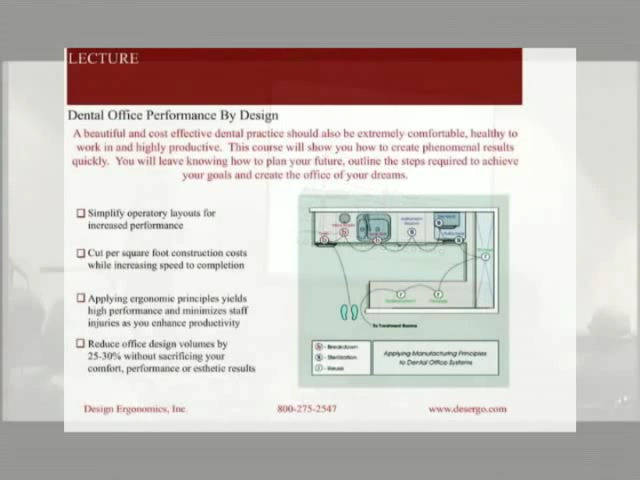 LECTURE
Dental Office Performance By Design
A beautiful and cost effective dental practice should also be extremely comfortable, healthy to
work in and highly productive. This course will show you how to create phenomenal results
quickly. You will leave knowing how to plan your future, outline the steps required to achieve
your goals and create the office of your dreams.
Simplify operatory layouts for
increased performance
Cut per square foot construction costs
while increasing speed to completion
Applying ergonomic principles yields
high performance and minimizes staff
injuries as you enhance productivity
Reduce office design volumes by
25-30% without sacrificing your
comfort, performance or esthetic results
To Treatment Rooms
- Breakdown
- Sterilization
- Reuse
Applying Manufacturing Principles
to Dental Office Systems
Design Ergonomics, Inc. 800-275-2547 www.desergo.com